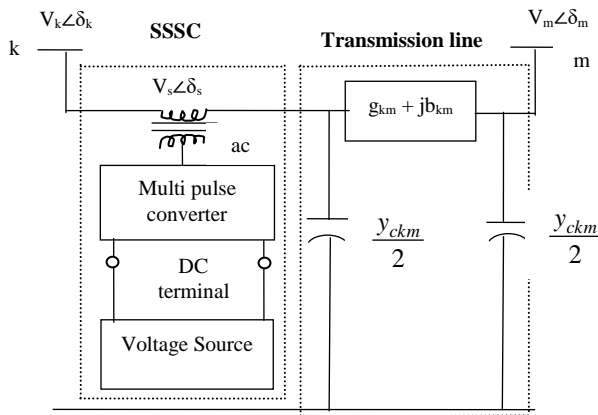 V_k∠δ_k
SSSC
Transmission line
V_m∠δ_m
k
m
V_s∠δ_s
g_km + jb_km
ac
Multi pulse
converter
y_ckm
2
y_ckm
2
DC
terminal
Voltage Source